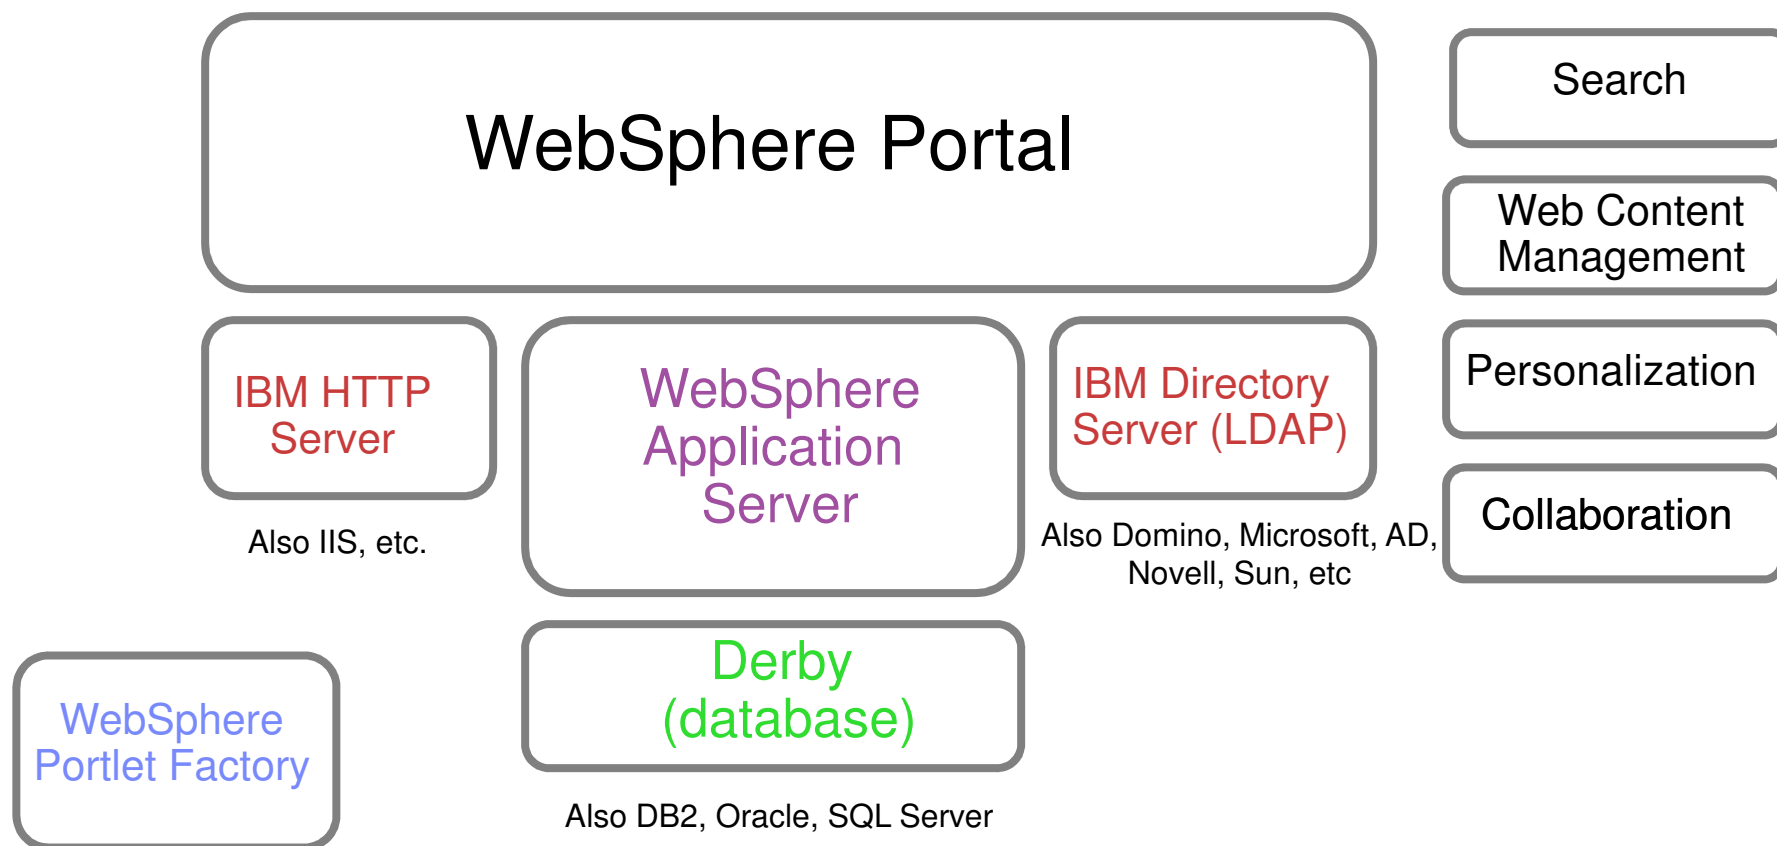 WebSphere Portal
Search
Web Content
Management
Personalization
Collaboration
IBM HTTP
Server
Also IIS, etc.
WebSphere
Application
Server
IBM Directory
Server (LDAP)
Also Domino, Microsoft, AD,
Novell, Sun, etc
Derby
(database)
Also DB2, Oracle, SQL Server
WebSphere
Portlet Factory